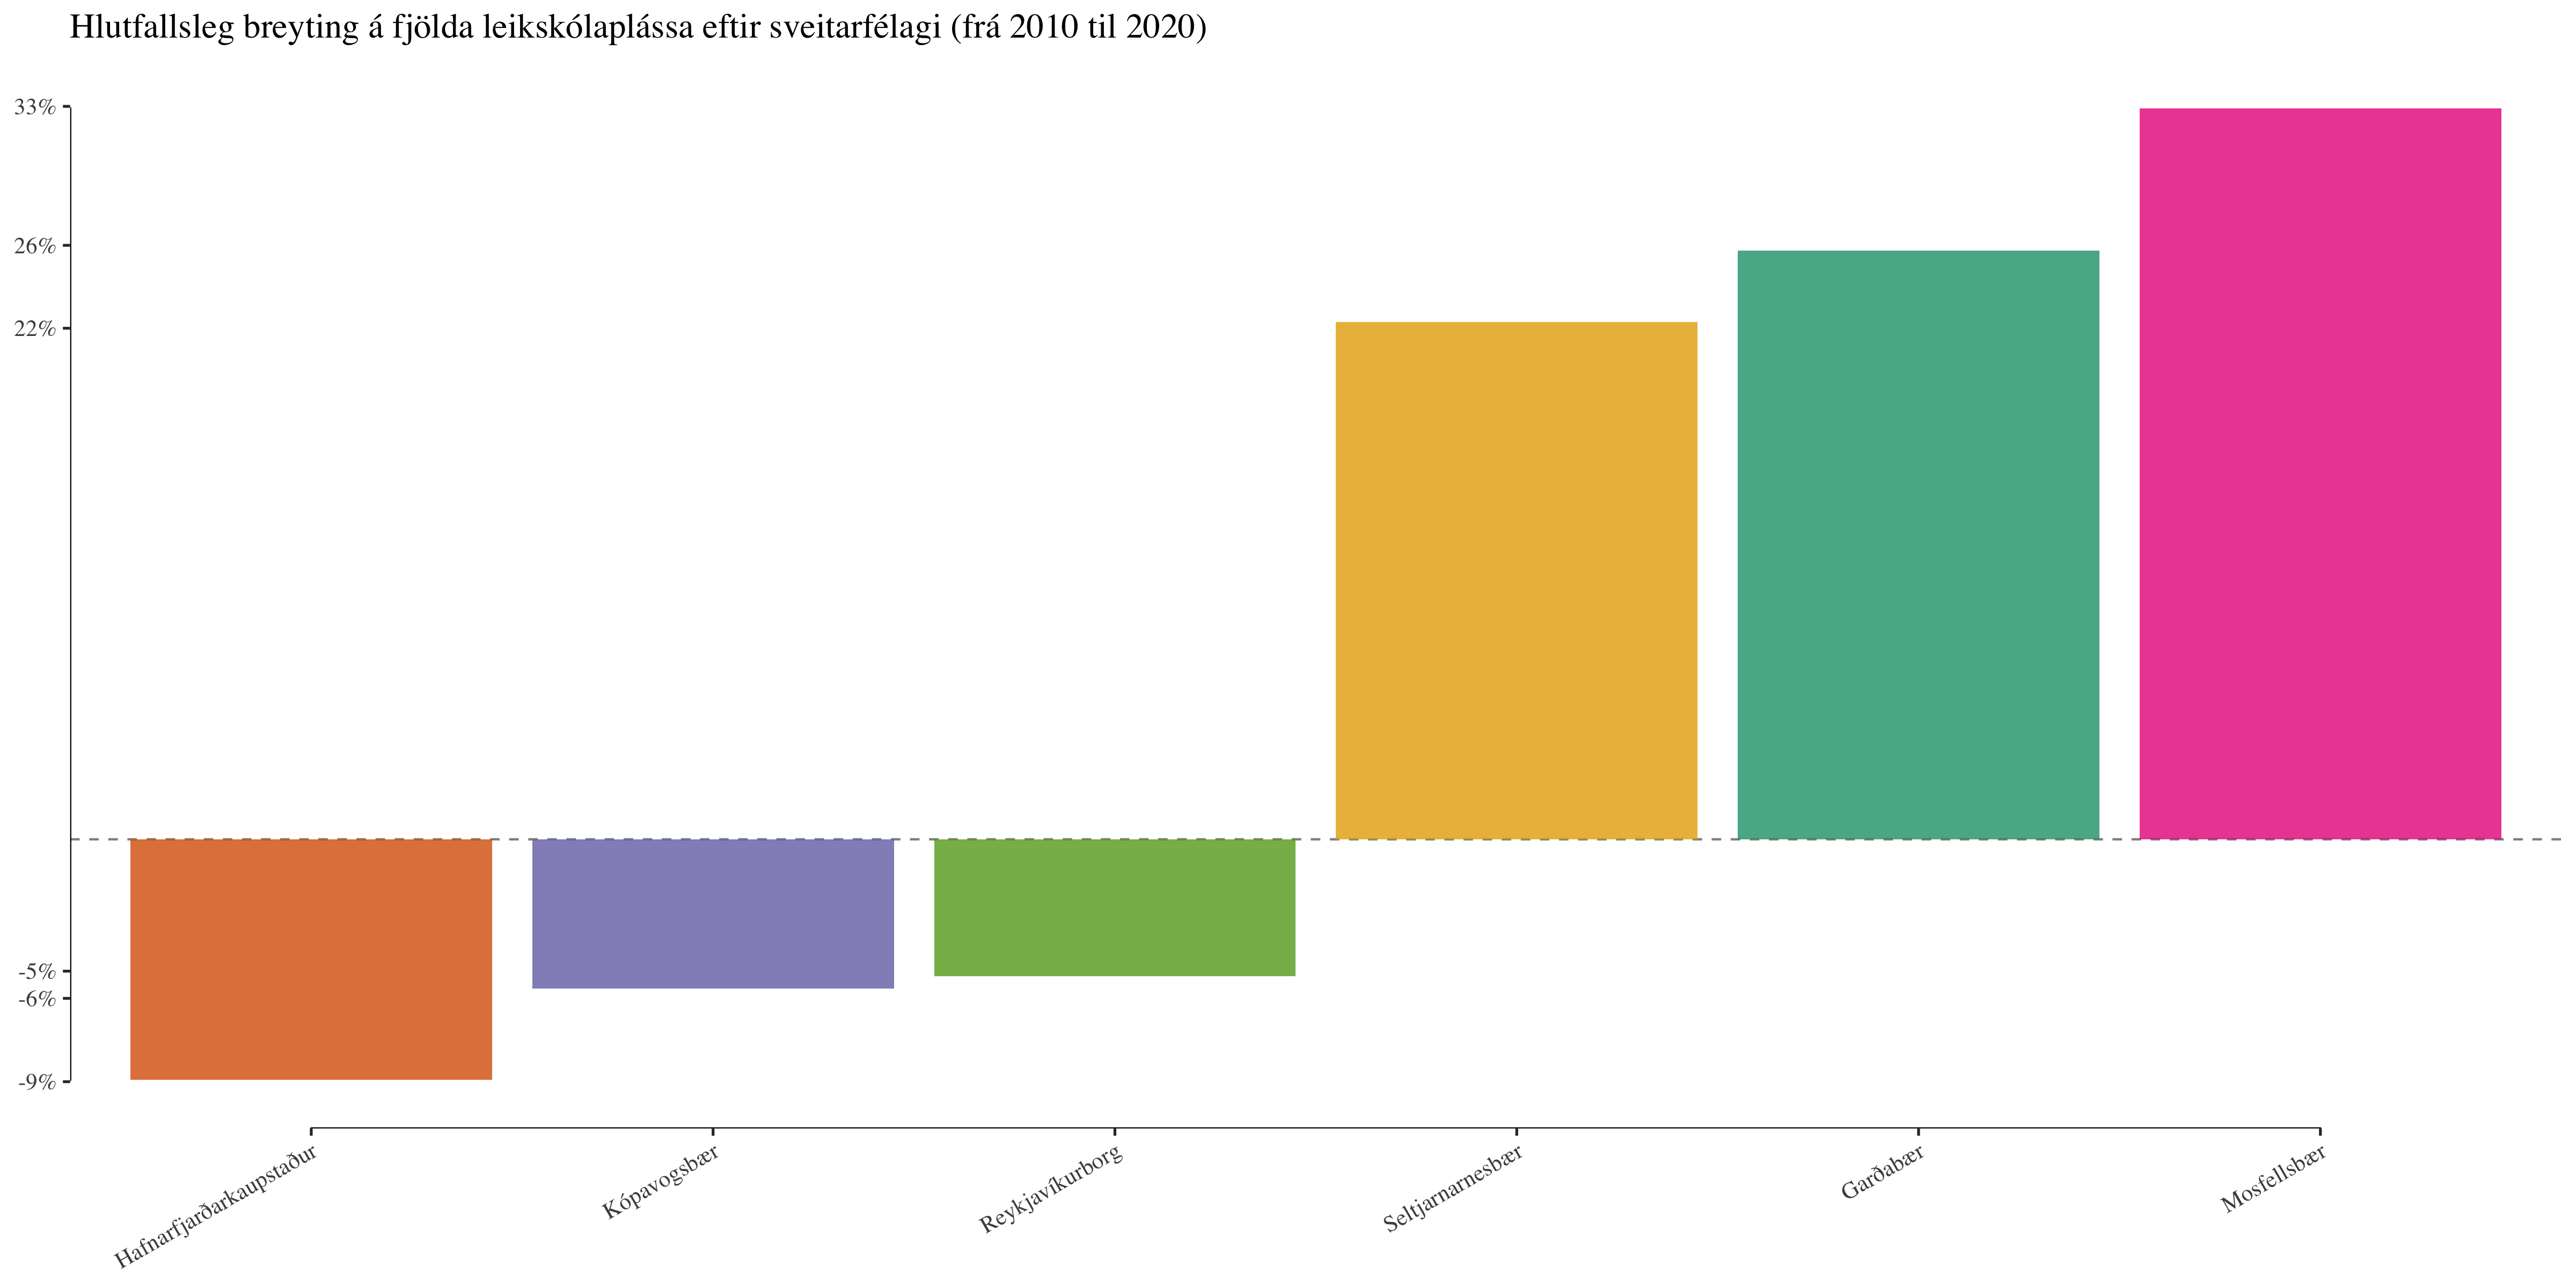 Hlutfallsleg breyting á fjölda leikskólaplássa eftir sveitarfélagi (frá 2010 til 2020)
33%
26%
22%
-5%
-6%
-9%
Hafnarfjarðarkaupstaður
Kópavogsbær
Reykjavíkurborg
Seltjarnarnesbær
Garðabær
Mosfellsbær